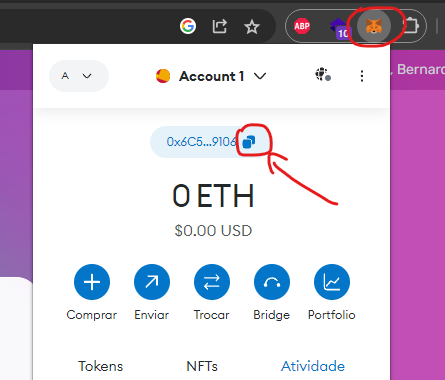 ABP
10
, Bernard
A
Account 1
0x6C5...9106
0 ETH
$0.00 USD
Comprar
Enviar
Trocar
Bridge
Portfolio
Tokens
NFTs
Atividade